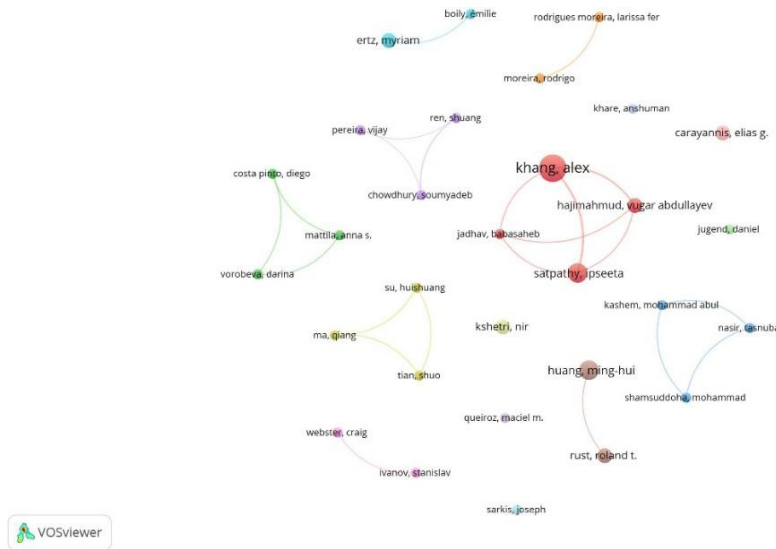 boily, émilie
rodrigues moreira, larissa fer
ertz, myriam
moreira, rodrigo
khare, anshuman
ren, shuang
pereira, vijay
carayannis, elias g.
khang, alex
costa pinto, diego
chowdhury, soumyadeb
hajimahmud, vugar abdullayev
jugend, daniel
jadhav, babasaheb
mattila, anna s.
vorobeva, darina
satpathy, ipseeta
su, huishuang
kashem, mohammad abul
kshetri, nir
nasir, tasnuba
ma, qiang
huang, ming-hui
tian, shuo
shamsuddoha, mohammad
queiroz, maciel m.
webster, craig
rust, roland t.
ivanov, stanislav
sarkis, joseph
VOSviewer